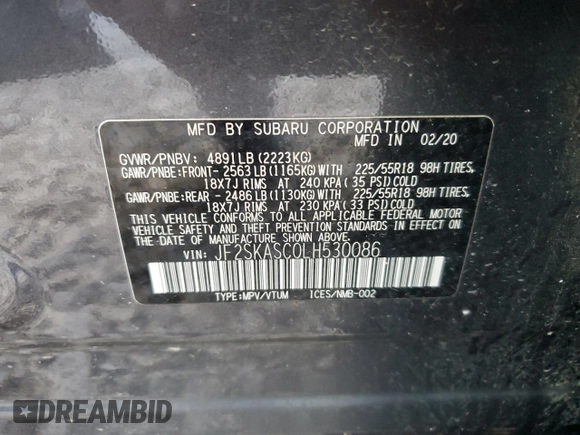 MFD BY SUBARU CORPORATION
MFD IN 02/20
GVWR/PNBV: 4891LB(2223KG)
GAWR/PNBE:FRONT-2563LB(1165KG)WITH 225/55R18 98H TIRES,
18X7J RIMS AT 240 KPA(35 PSI)COLD
GAWR/PNBE:REAR -2486LB(1130KG)WITH 225/55R18 98H TIRES,
18X7J RIMS AT 230 KPA(33 PSI)COLD
THIS VEHICLE CONFORMS TO ALL APPLICABLE FEDERAL MOTOR
VEHICLE SAFETY STANDARDS IN EFFECT ON THE DATE OF
MANUFACTURE SHOWN ABOVE.
VIN: JF2SKASC0LH530086
TYPE:MPV/VTUM ICES/NMB-002
DREAMBID